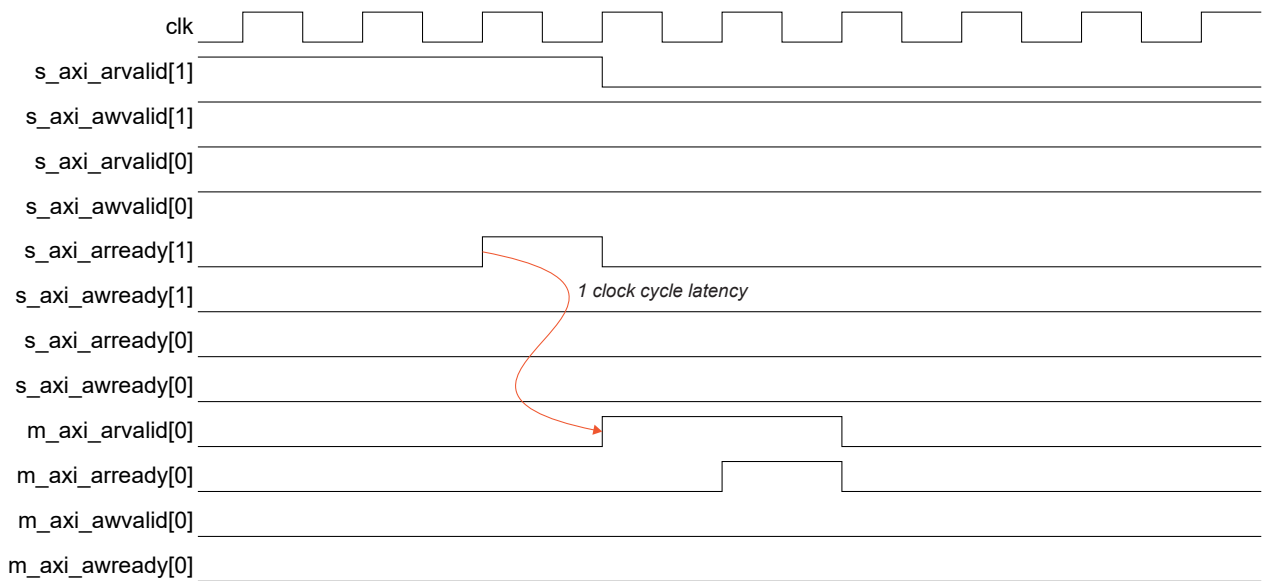 clk
s_axi_arvalid[1]
s_axi_awvalid[1]
s_axi_arvalid[0]
s_axi_awvalid[0]
s_axi_arready[1]
s_axi_awready[1]
1 clock cycle latency
s_axi_arready[0]
s_axi_awready[0]
m_axi_arvalid[0]
m_axi_arready[0]
m_axi_awvalid[0]
m_axi_awready[0]